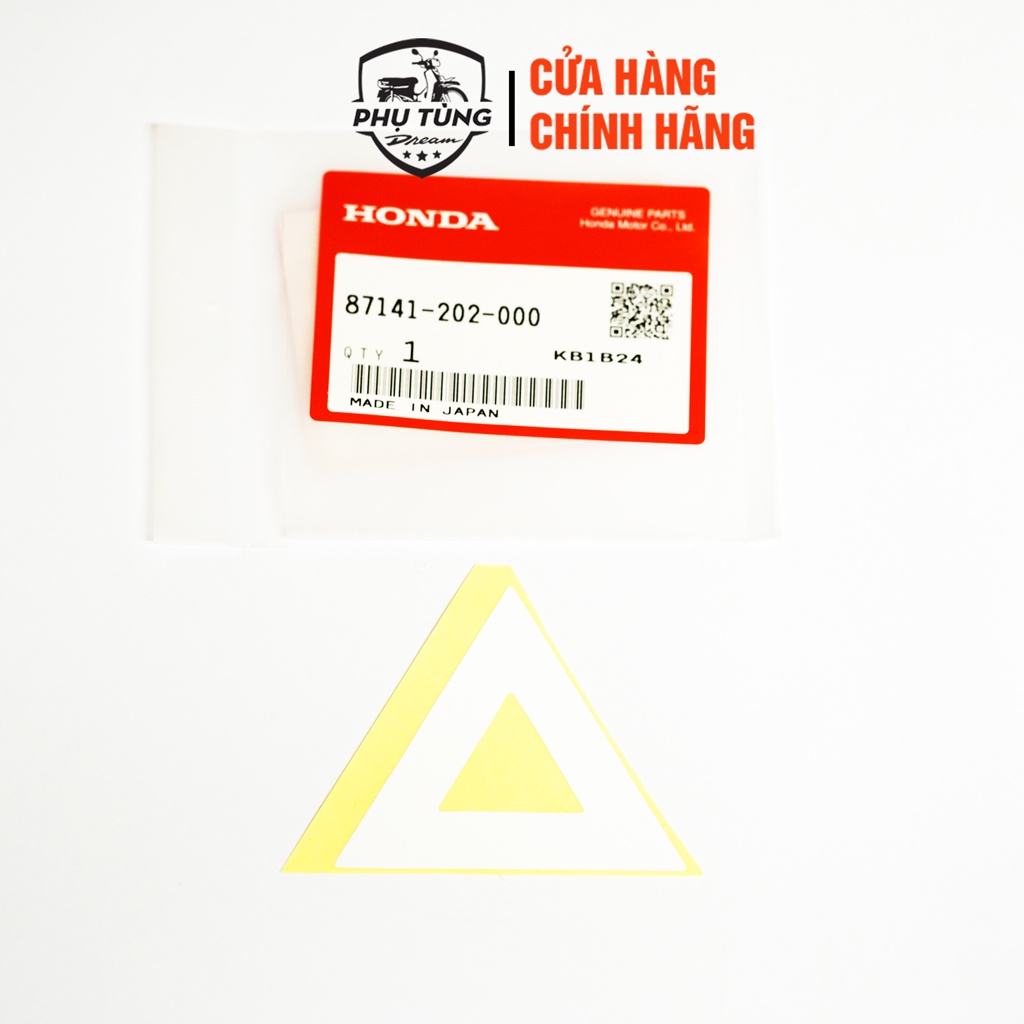 PHỤ TÙNG
Dream
CỬA HÀNG
CHÍNH HÃNG
HONDA
GENUINE PARTS
Honda Motor Co., Ltd.
87141-202-000
QTY 1
KB1B24
MADE IN JAPAN